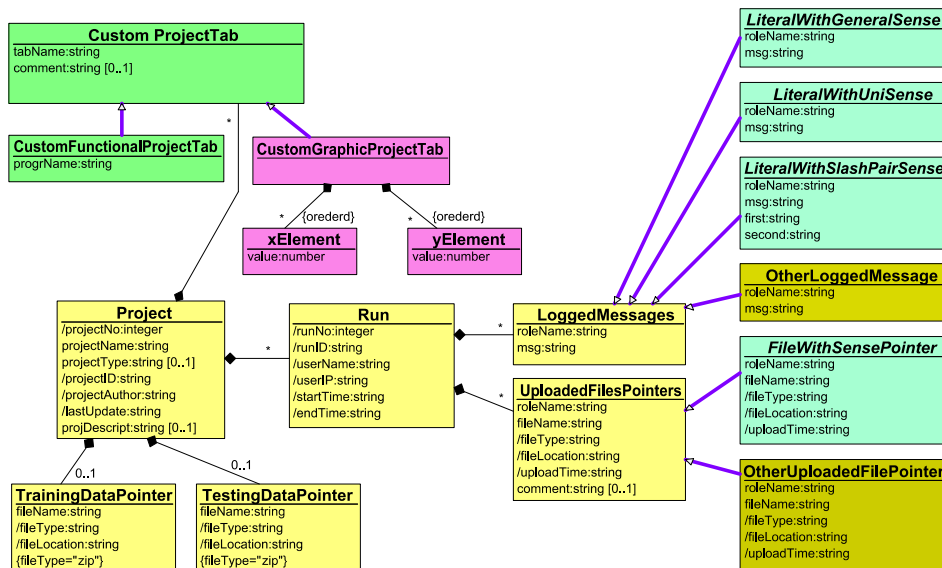 Custom ProjectTab
tabName:string
comment:string [0..1]
CustomFunctionalProjectTab
progrName:string
*
CustomGraphicProjectTab
* {orederd}
* {orederd}
xElement
value:number
yElement
value:number
LiteralWithGeneralSense
roleName:string
msg:string
LiteralWithUniSense
roleName:string
msg:string
LiteralWithSlashPairSense
roleName:string
msg:string
first:string
second:string
OtherLoggedMessage
roleName:string
msg:string
Project
/projectNo:integer
projectName:string
projectType:string [0..1]
/projectID:string
/projectAuthor:string
/lastUpdate:string
projDescript:string [0..1]
*
Run
/runNo:integer
/runID:string
/userName:string
/userIP:string
/startTime:string
/endTime:string
*
*
LoggedMessages
roleName:string
msg:string
UploadedFilesPointers
roleName:string
fileName:string
/fileType:string
/fileLocation:string
/uploadTime:string
comment:string [0..1]
FileWithSensePointer
roleName:string
fileName:string
/fileType:string
/fileLocation:string
/uploadTime:string
OtherUploadedFilePointer
roleName:string
fileName:string
/fileType:string
/fileLocation:string
/uploadTime:string
0..1
0..1
TrainingDataPointer
fileName:string
/fileType:string
/fileLocation:string
{fileType="zip"}
TestingDataPointer
fileName:string
/fileType:string
/fileLocation:string
{fileType="zip"}